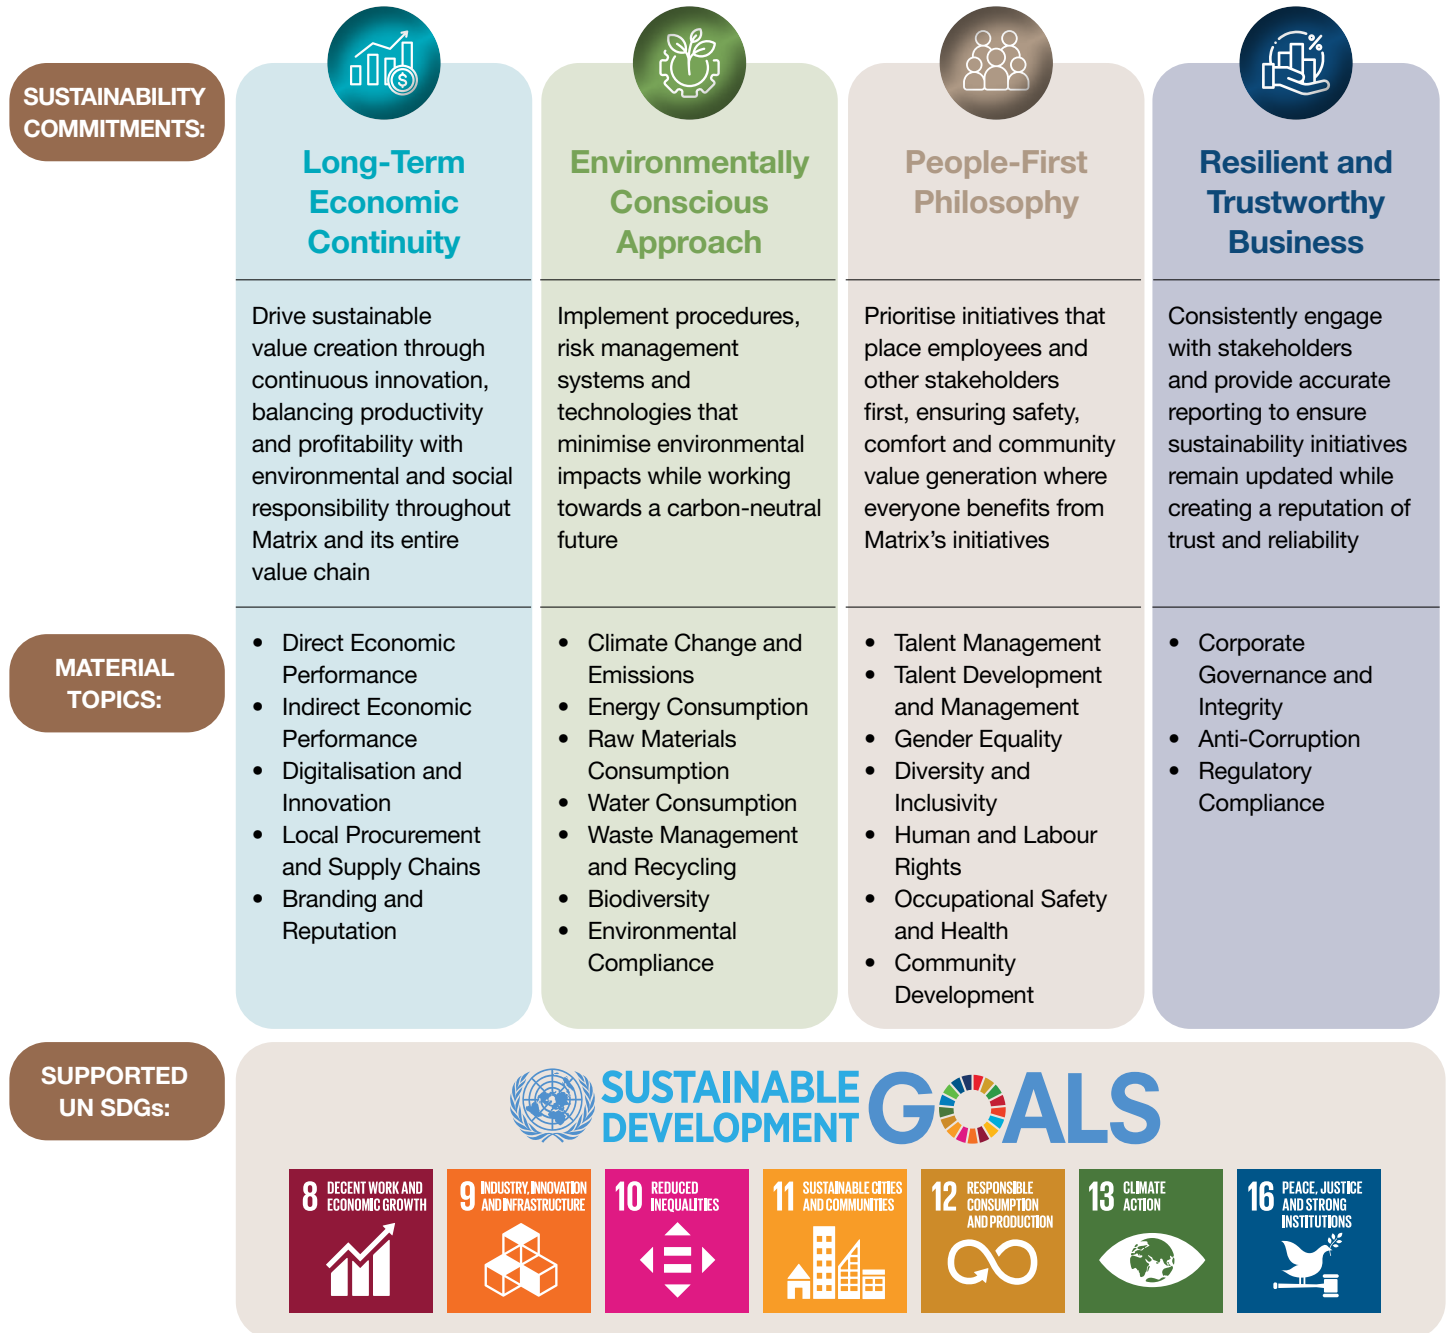 SUSTAINABILITY
COMMITMENTS:
Long-Term
Economic
Continuity
Environmentally
Conscious
Approach
People-First
Philosophy
%
Resilient and
Trustworthy
Business
$
Drive sustainable
value creation through
continuous innovation,
balancing productivity
and profitability with
environmental and social
responsibility throughout
Matrix and its entire
value chain
Implement procedures,
risk management
systems and
technologies that
minimise environmental
impacts while working
towards a carbon-neutral
future
Prioritise initiatives that
place employees and
other stakeholders
first, ensuring safety,
comfort and community
value generation where
everyone benefits from
Matrix’s initiatives
Consistently engage
with stakeholders
and provide accurate
reporting to ensure
sustainability initiatives
remain updated while
creating a reputation of
trust and reliability
MATERIAL
TOPICS:
• Direct Economic
Performance
• Indirect Economic
Performance
• Digitalisation and
Innovation
• Local Procurement
and Supply Chains
• Branding and
Reputation
• Climate Change and
Emissions
• Energy Consumption
• Raw Materials
Consumption
• Water Consumption
• Waste Management
and Recycling
• Biodiversity
• Environmental
Compliance
• Talent Management
• Talent Development
and Management
• Gender Equality
• Diversity and
Inclusivity
• Human and Labour
Rights
• Occupational Safety
and Health
• Community
Development
• Corporate
Governance and
Integrity
• Anti-Corruption
• Regulatory
Compliance
SUPPORTED
UN SDGs:
SUSTAINABLE
DEVELOPMENT
GOALS
8 DECENT WORK AND
ECONOMIC GROWTH
9 INDUSTRY, INNOVATION
AND INFRASTRUCTURE
10 REDUCED
INEQUALITIES
11 SUSTAINABLE CITIES
AND COMMUNITIES
12 RESPONSIBLE
CONSUMPTION
AND PRODUCTION
13 CLIMATE
ACTION
16 PEACE, JUSTICE
AND STRONG
INSTITUTIONS